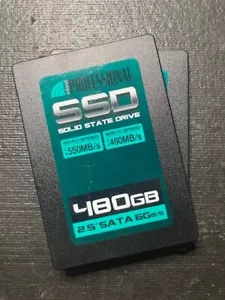 PROFESSIONAL
SSD
SOLID STATE DRIVE
550MB/s
490MB/s
480GB
2.5" SATA 6Gb/s